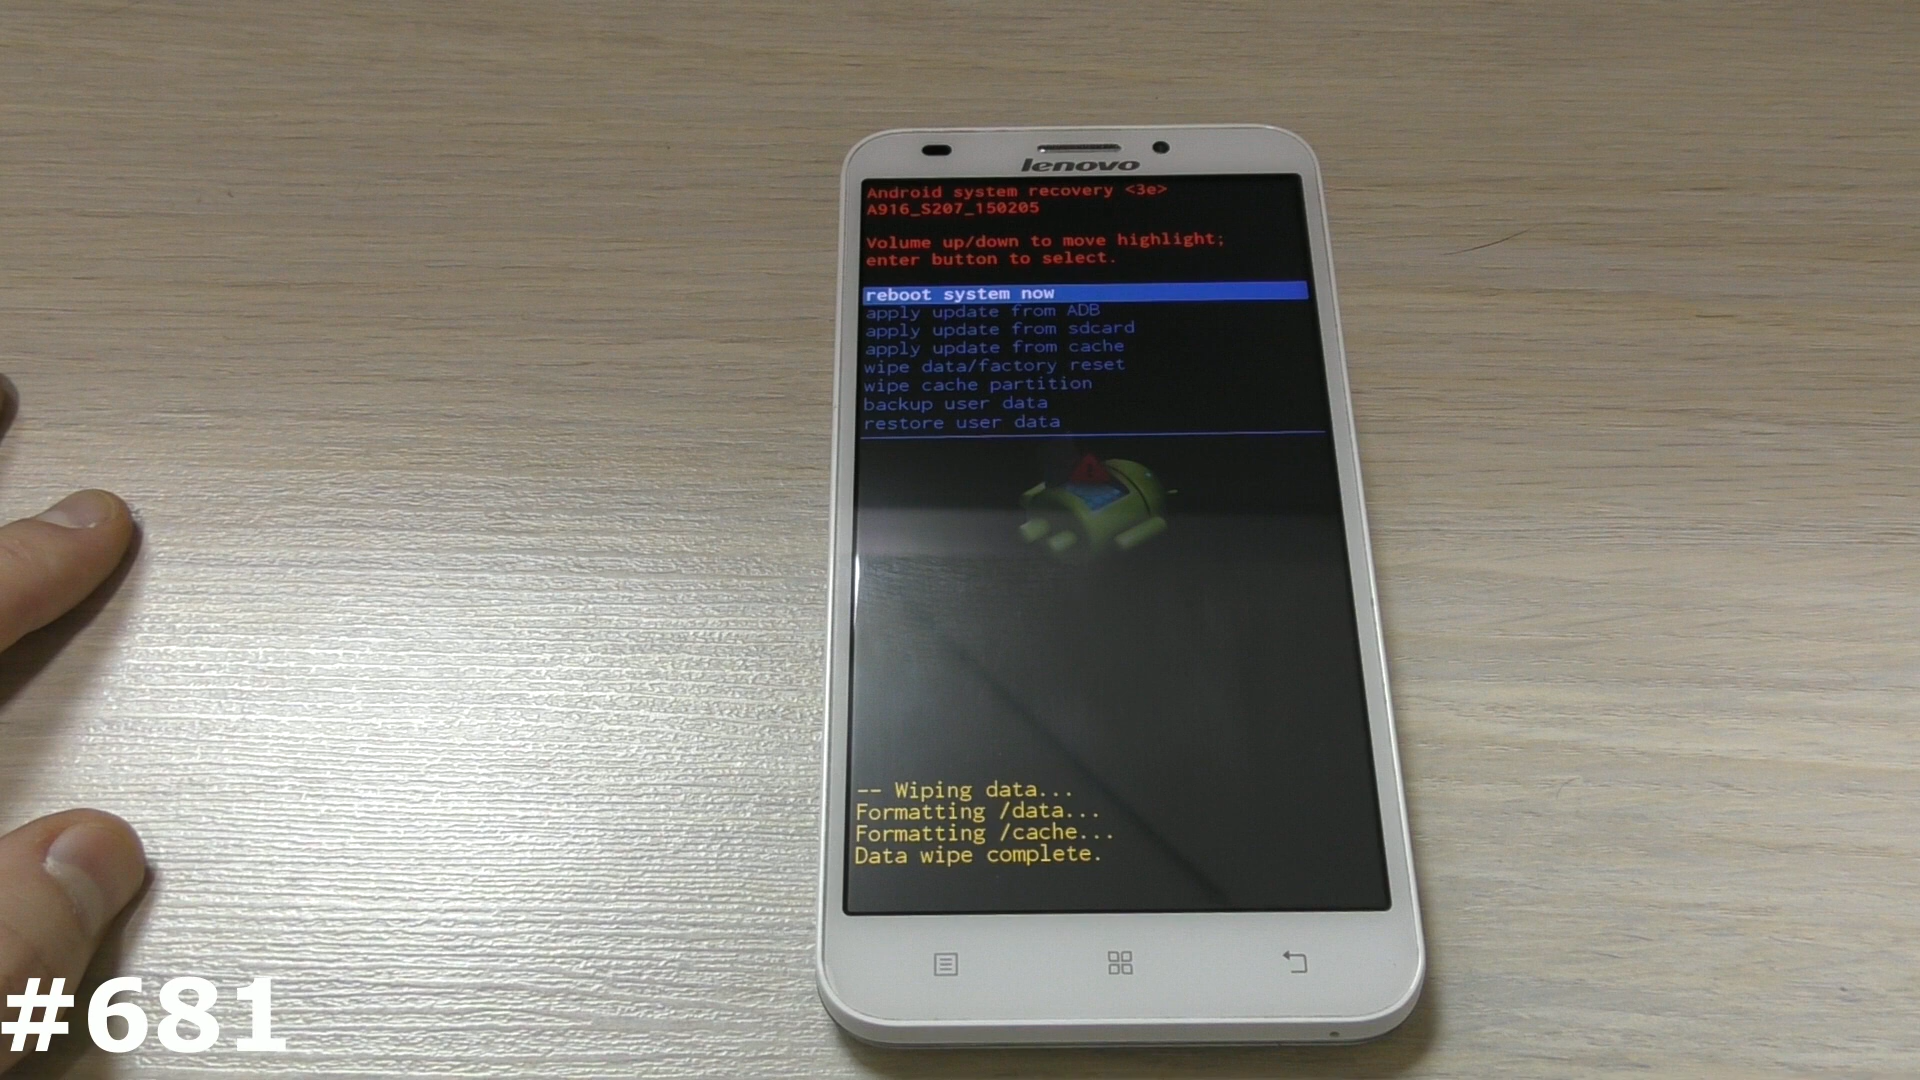 lenovo
Android system recovery <3e>
A916_S207_150205
Volume up/down to move highlight;
enter button to select.
reboot system now
apply update from ADB
apply update from sdcard
apply update from cache
wipe data/factory reset
wipe cache partition
backup user data
restore user data
-- Wiping data...
Formatting /data...
Formatting /cache...
Data wipe complete.
#681